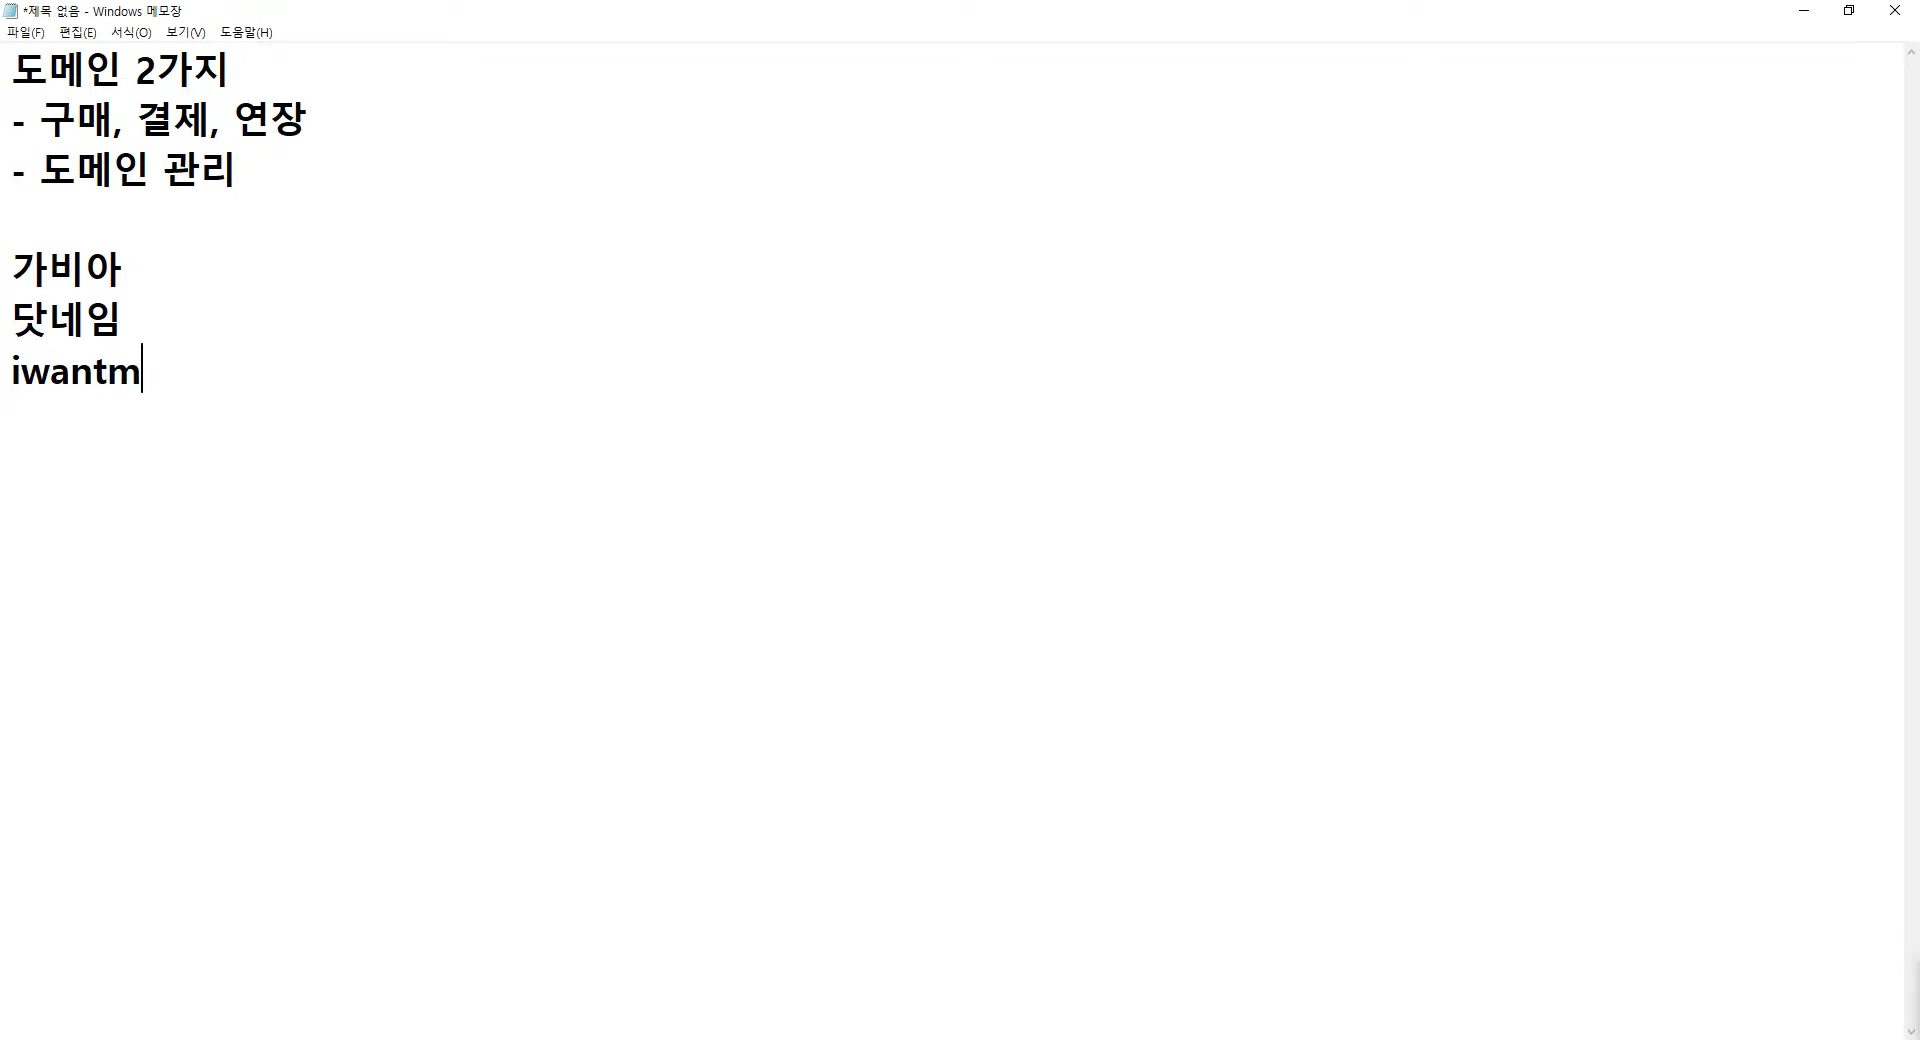 *제목 없음 - Windows 메모장
파일(F) 편집(E) 서식(O) 보기(V) 도움말(H)
도메인 2가지
- 구매, 결제, 연장
- 도메인 관리
가비아
닷네임
iwantm